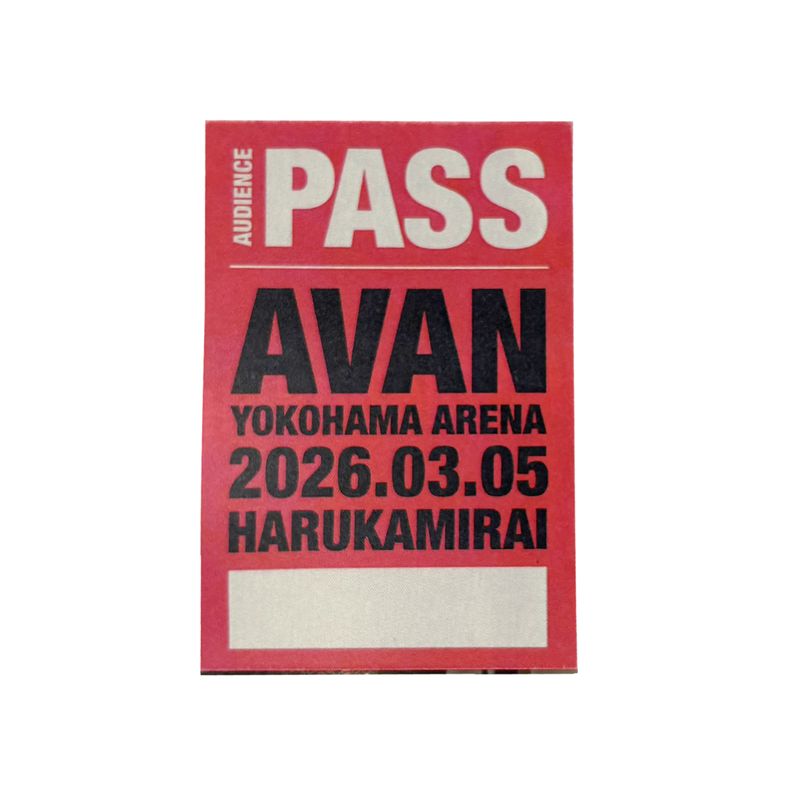 AUDIENCE
PASS
AVAN
YOKOHAMA ARENA
2026.03.05
HARUKAMIRAI